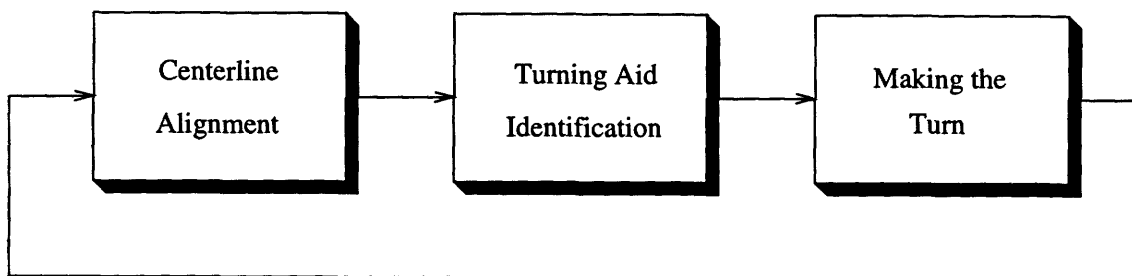 Centerline
Alignment
Turning Aid
Identification
Making the
Turn